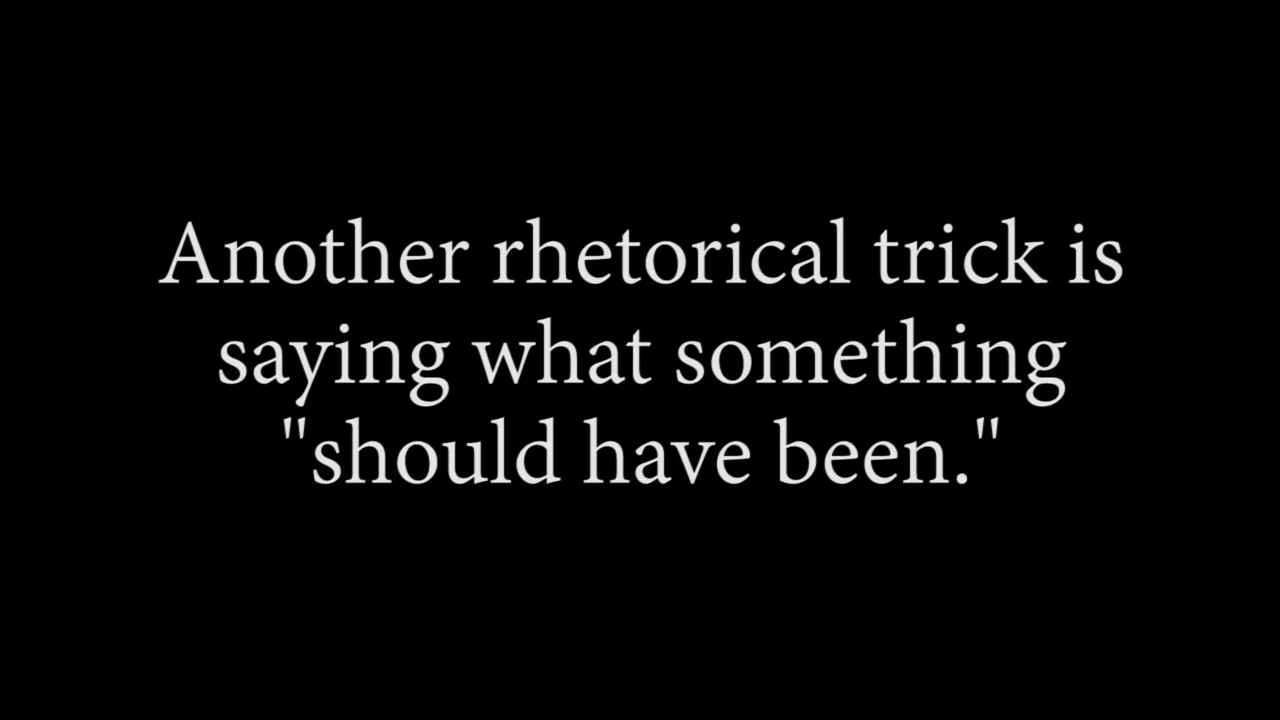 Another rhetorical trick is
saying what something
"should have been."